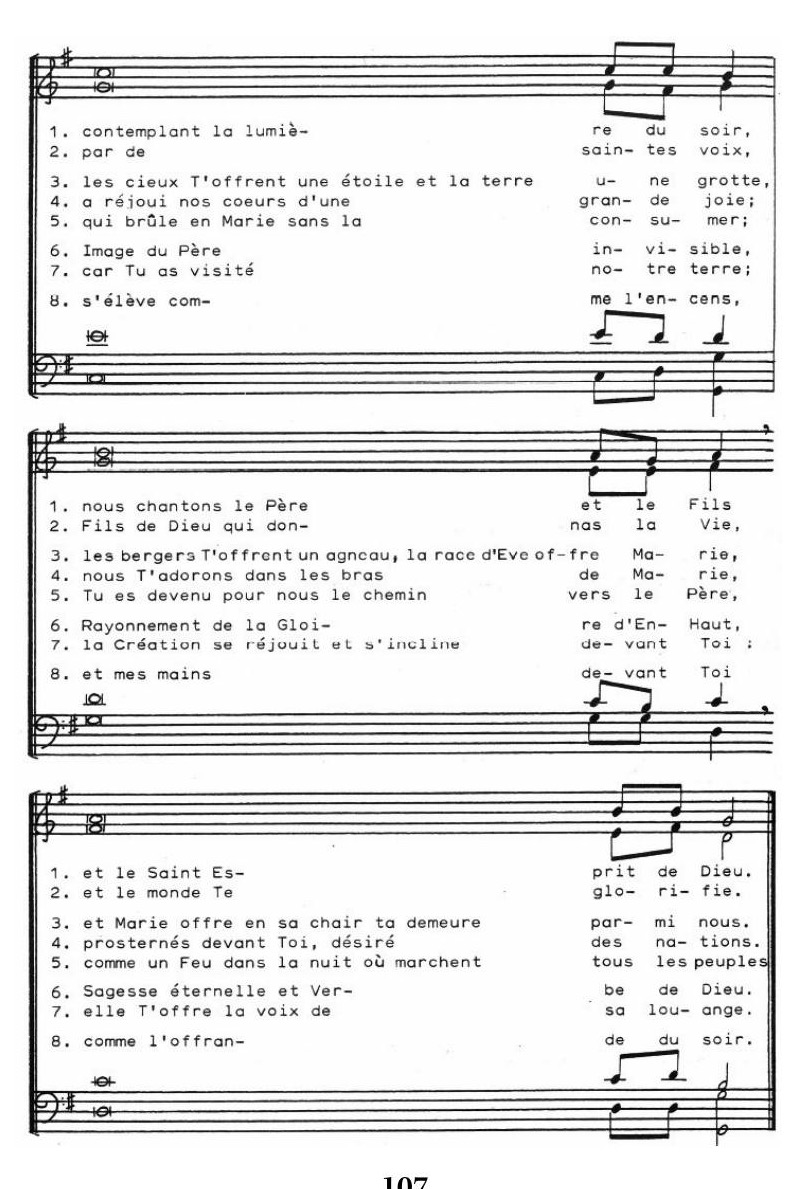 1. contemplant la lumiè- re du soir,
2. par de sain- tes voix,
3. les cieux T'offrent une étoile et la terre u- ne grotte,
4. a réjoui nos coeurs d'une gran- de joie;
5. qui brûle en Marie sans la con- su- mer;
6. Image du Père in- vi- sible,
7. car Tu as visité no- tre terre;
8. s'élève com- me l'en- cens,
1. nous chantons le Père et le Fils
2. Fils de Dieu qui don- nas la Vie,
3. les bergers T'offrent un agneau, la race d'Eve of- fre Ma- rie,
4. nous T'adorons dans les bras de Ma- rie,
5. Tu es devenu pour nous le chemin vers le Père,
6. Rayonnement de la Gloi- re d'En- Haut,
7. la Création se réjouit et s'incline de- vant Toi ;
8. et mes mains de- vant Toi
1. et le Saint Es- prit de Dieu.
2. et le monde Te glo- ri- fie.
3. et Marie offre en sa chair ta demeure par- mi nous.
4. prosternés devant Toi, désiré des na- tions.
5. comme un Feu dans la nuit où marchent tous les peuples
6. Sagesse éternelle et Ver- be de Dieu.
7. elle T'offre la voix de sa lou- ange.
8. comme l'offran- de du soir.
107